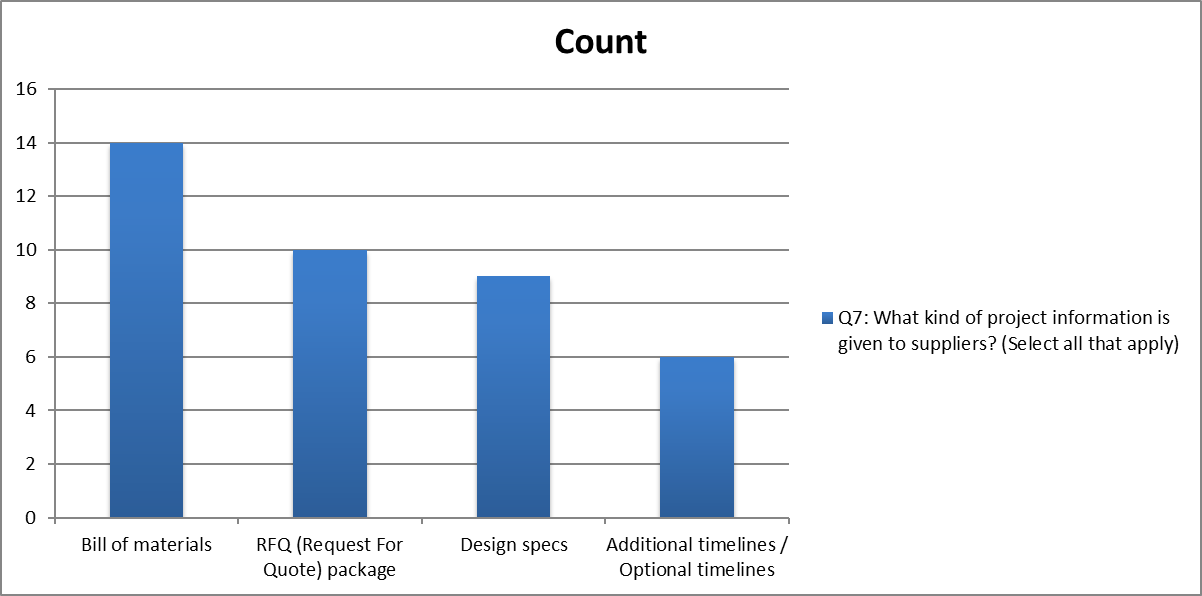 Count
16
14
12
10
8
6
4
2
0
Bill of materials
RFQ (Request For
Quote) package
Design specs
Additional timelines /
Optional timelines
Q7: What kind of project information is
given to suppliers? (Select all that apply)